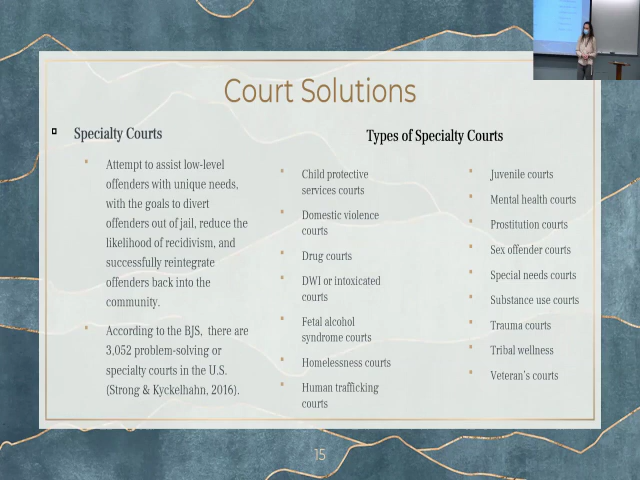 Court Solutions
Specialty Courts
Attempt to assist low-level
offenders with unique needs,
with the goals to divert
offenders out of jail, reduce the
likelihood of recidivism, and
successfully reintegrate
offenders back into the
community.
According to the BJS, there are
3,052 problem-solving or
specialty courts in the U.S.
(Strong & Kyckelhahn, 2016).
Types of Specialty Courts
Child protective
services courts
Domestic violence
courts
Drug courts
DWI or intoxicated
courts
Fetal alcohol
syndrome courts
Homelessness courts
Human trafficking
courts
Juvenile courts
Mental health courts
Prostitution courts
Sex offender courts
Special needs courts
Substance use courts
Trauma courts
Tribal wellness
Veteran's courts
15